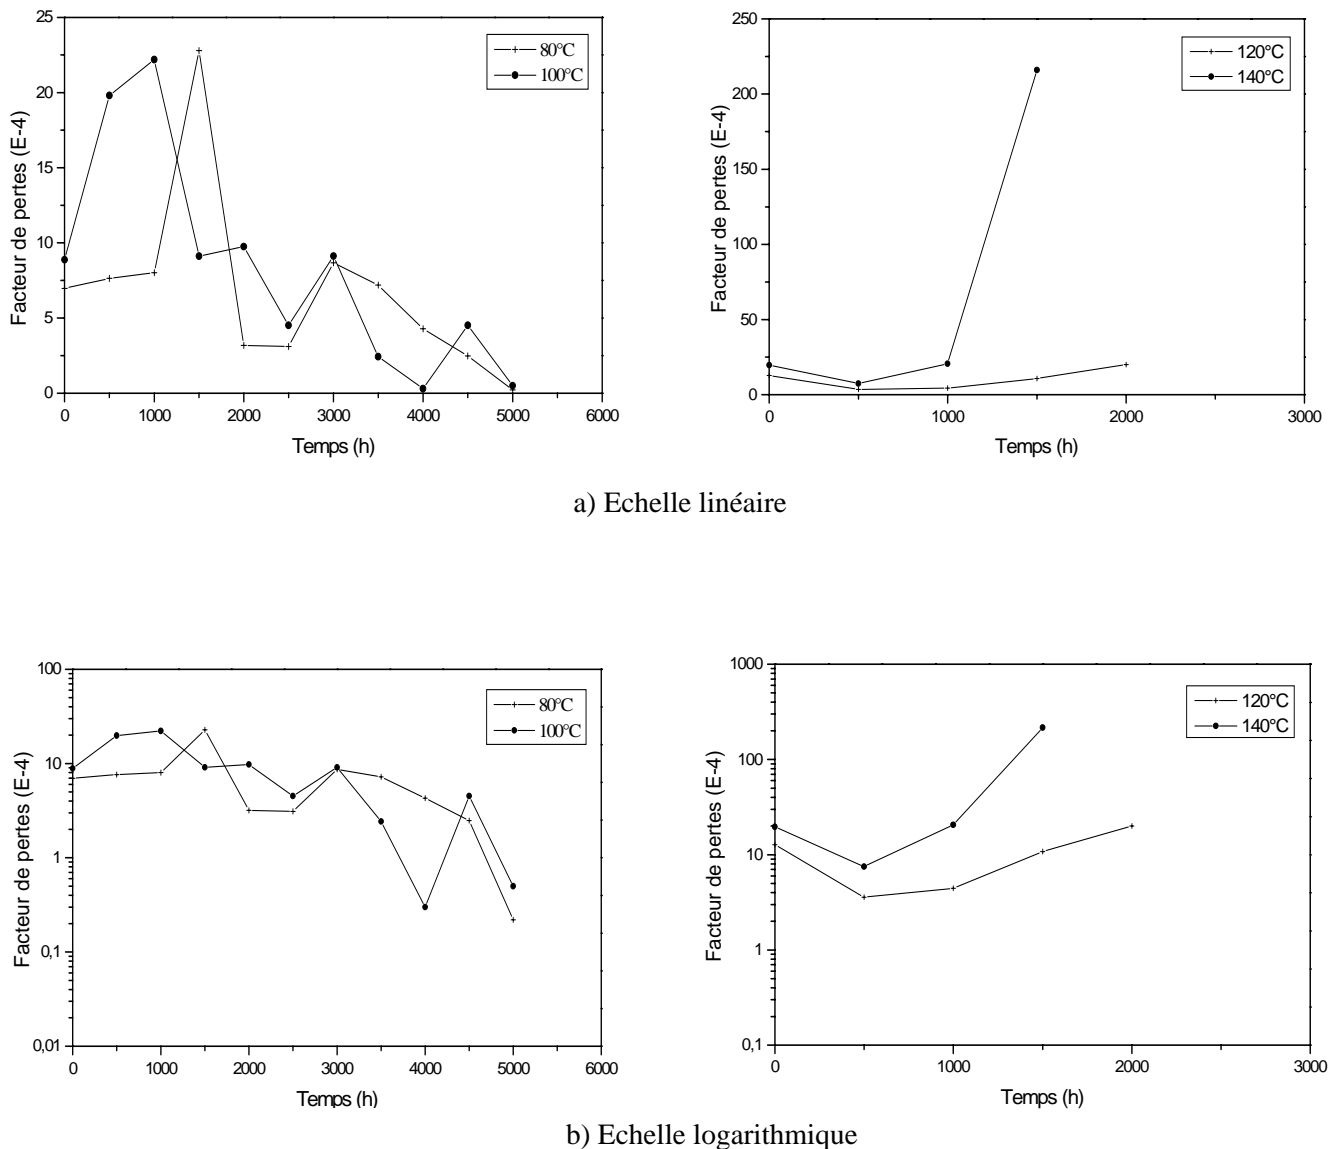 25
20
15
10
5
0
0 1000 2000 3000 4000 5000 6000
Facteur de pertes (E-4)
Temps (h)
80°C
100°C
250
200
150
100
50
0
0 1000 2000 3000
Facteur de pertes (E-4)
Temps (h)
120°C
140°C
a) Echelle linéaire
100
10
1
0,1
0,01
0 1000 2000 3000 4000 5000 6000
Facteur de pertes (E-4)
Temps (h)
80°C
100°C
1000
100
10
1
0,1
0 1000 2000 3000
Facteur de pertes (E-4)
Temps (h)
120°C
140°C
b) Echelle logarithmique